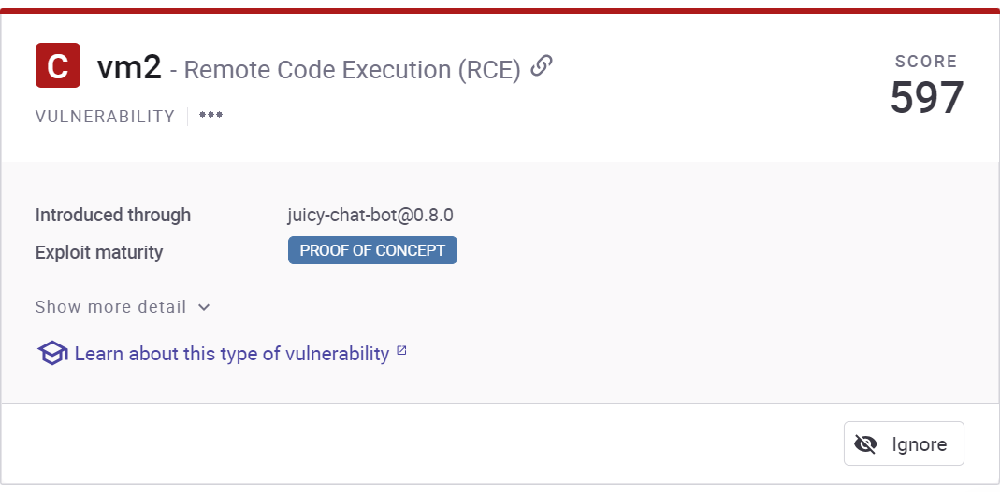 C vm2 - Remote Code Execution (RCE)
SCORE
597
VULNERABILITY
Introduced through juicy-chat-bot@0.8.0
Exploit maturity PROOF OF CONCEPT
Show more detail
Learn about this type of vulnerability
Ignore